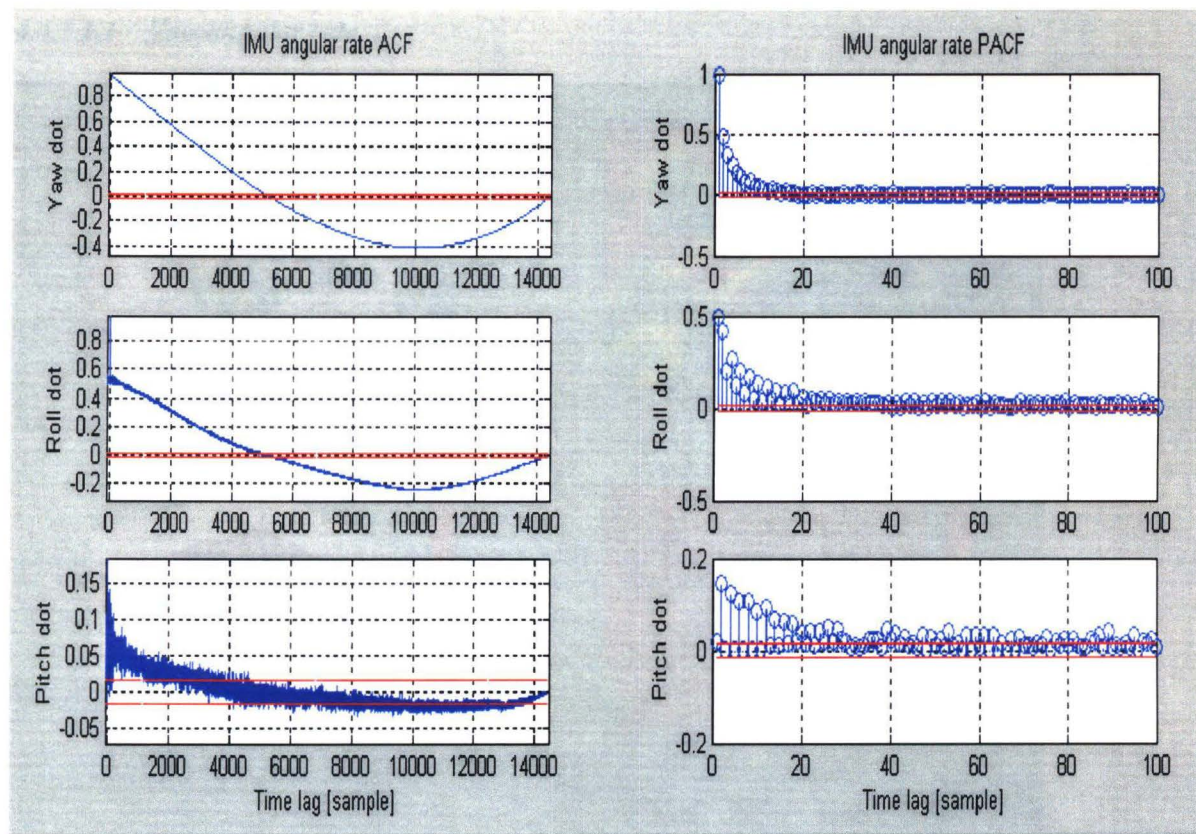 IMU angular rate ACF
0.8
0.6
0.4
0.2
0
-0.2
-0.4
Yaw dot
0 2000 4000 6000 8000 10000 12000 14000
0.8
0.6
0.4
0.2
0
-0.2
Roll dot
0 2000 4000 6000 8000 10000 12000 14000
0.15
0.1
0.05
0
-0.05
Pitch dot
0 2000 4000 6000 8000 10000 12000 14000
Time lag [sample]
IMU angular rate PACF
1
0.5
0
-0.5
Yaw dot
0 20 40 60 80 100
0.5
0
-0.5
Roll dot
0 20 40 60 80 100
0.2
0
-0.2
Pitch dot
0 20 40 60 80 100
Time lag [sample]